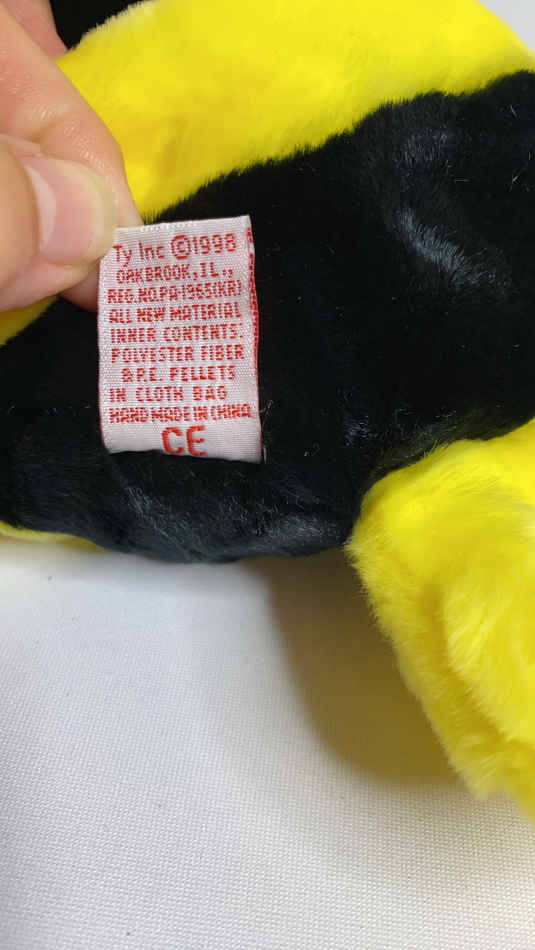 Ty Inc ©1998
OAKBROOK,IL.,
REG.NO.PA-1965(KR)
ALL NEW MATERIAL
INNER CONTENTS:
POLYESTER FIBER
& P.E. PELLETS
IN CLOTH BAG
HAND MADE IN CHINA
CE